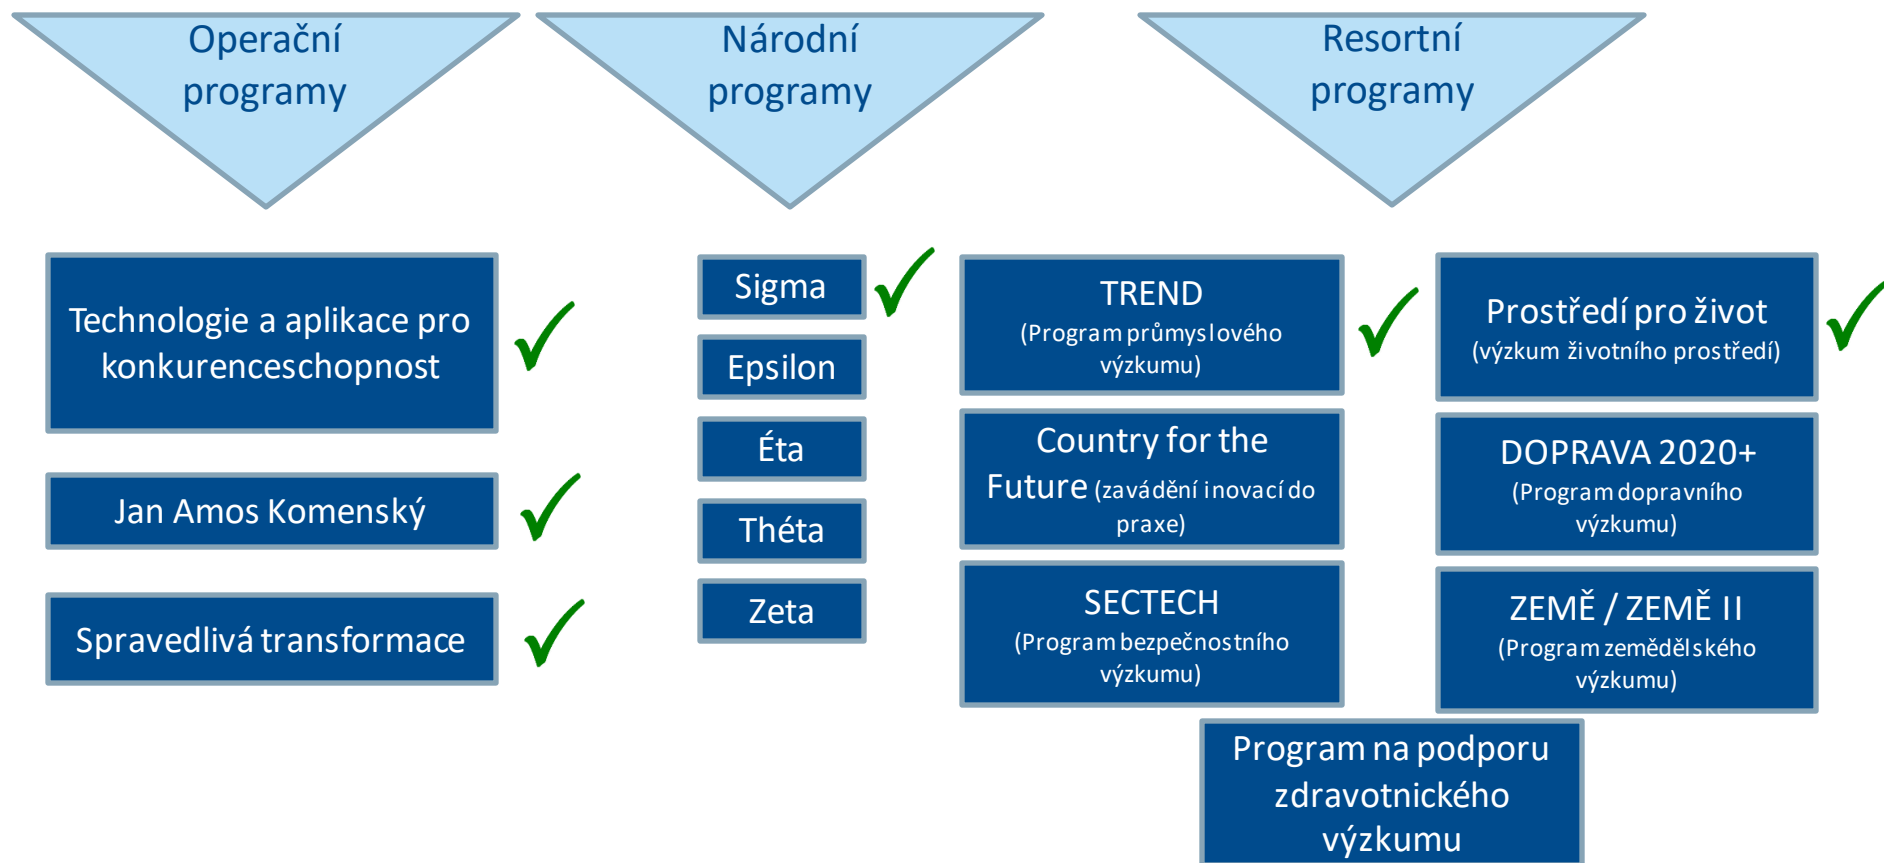 Operační
programy
Národní
programy
Resortní
programy
Technologie a aplikace pro
konkurenceschopnost
Jan Amos Komenský
Spravedlivá transformace
Sigma
Epsilon
Éta
Théta
Zeta
TREND
(Program průmyslového
výzkumu)
Country for the
Future (zavádění inovací do
praxe)
SECTECH
(Program bezpečnostního
výzkumu)
Prostředí pro život
(výzkum životního prostředí)
DOPRAVA 2020+
(Program dopravního
výzkumu)
ZEMĚ / ZEMĚ II
(Program zemědělského
výzkumu)
Program na podporu
zdravotnického
výzkumu